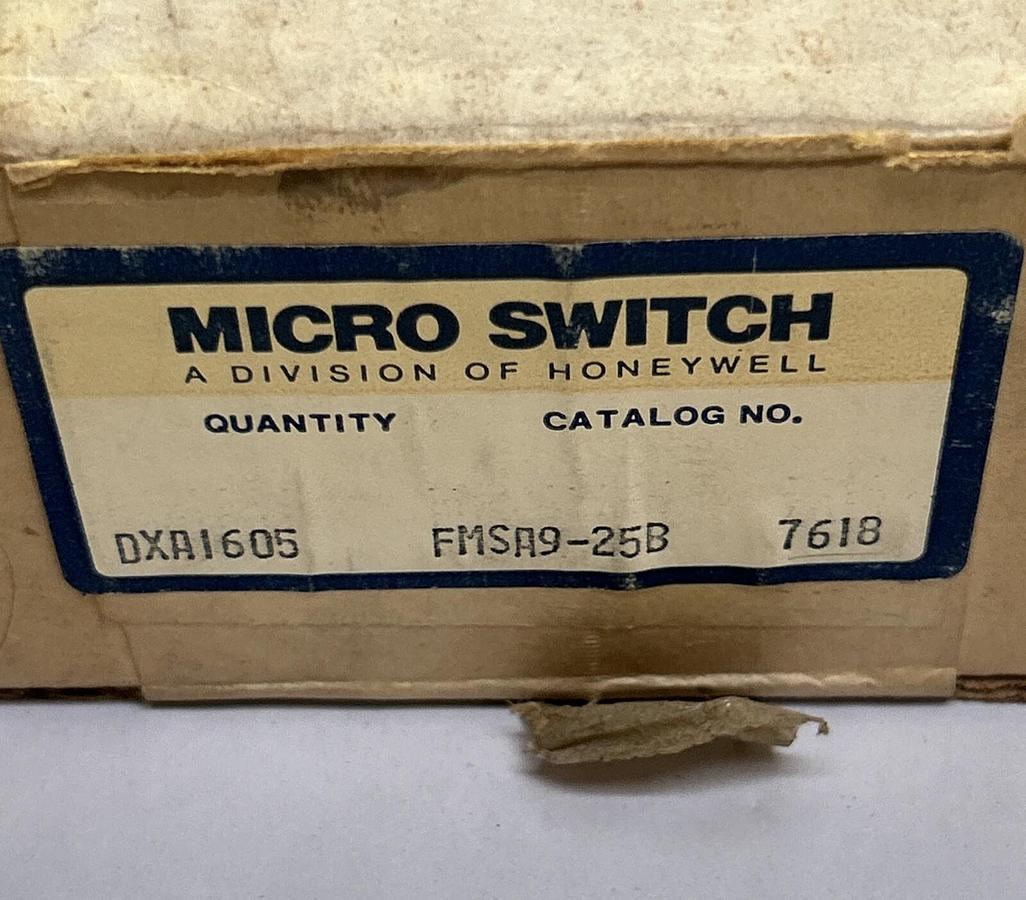 MICRO SWITCH
A DIVISION OF HONEYWELL
QUANTITY CATALOG NO.
DXA1605 FMSA9-25B 7618